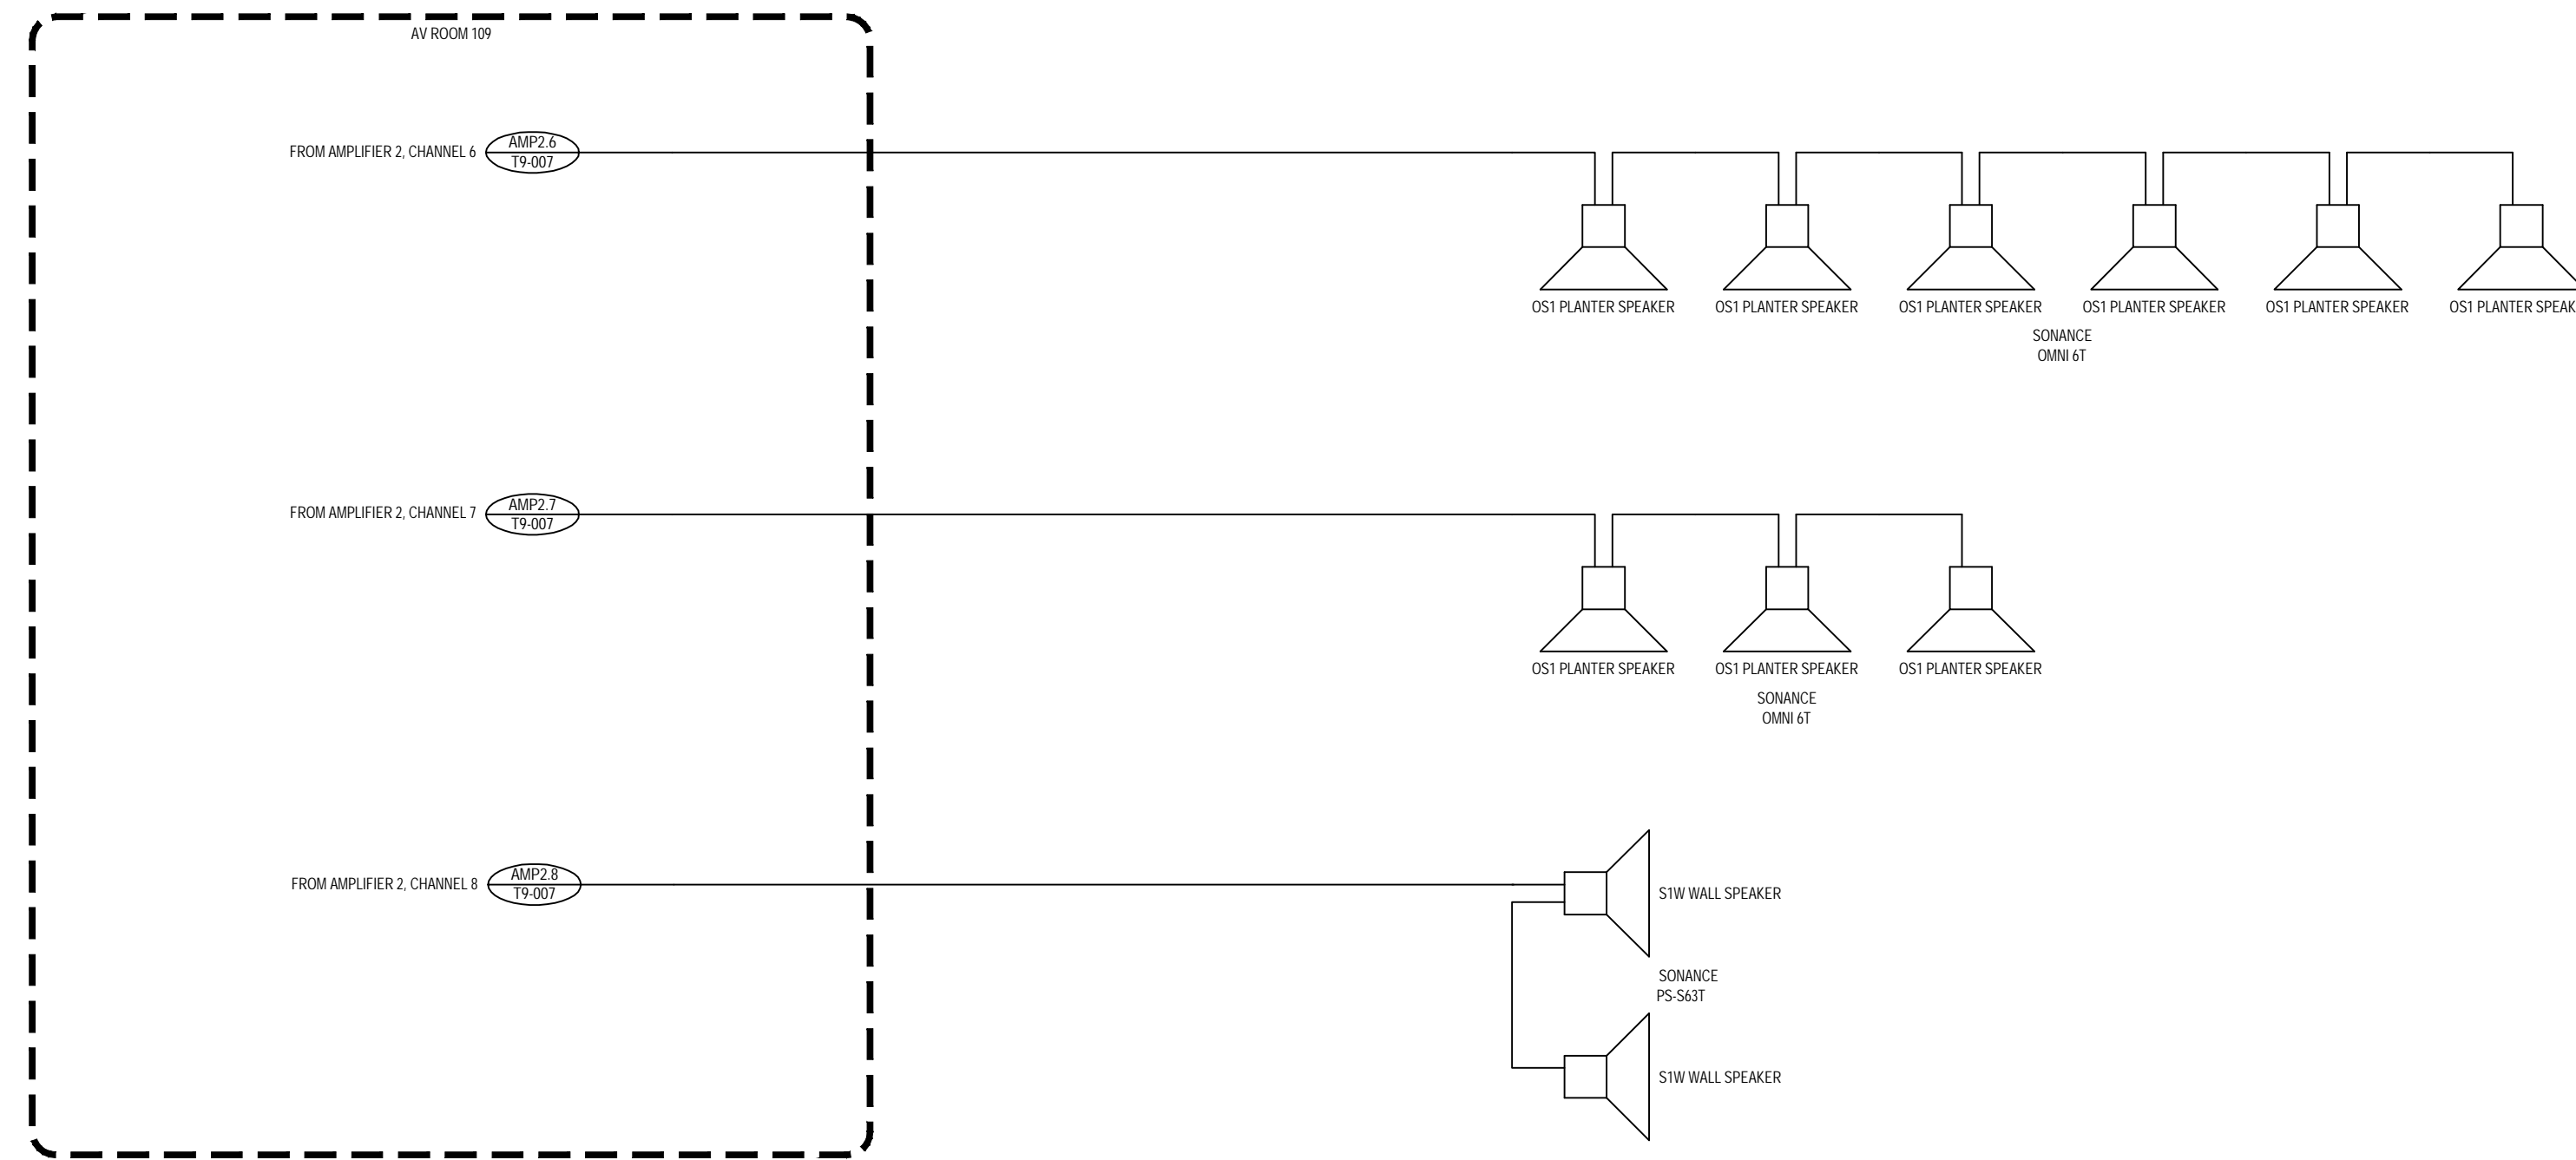 AV ROOM 109
FROM AMPLIFIER 2, CHANNEL 6
AMP2.6
T9-007
OS1 PLANTER SPEAKER
OS1 PLANTER SPEAKER
OS1 PLANTER SPEAKER
OS1 PLANTER SPEAKER
OS1 PLANTER SPEAKER
OS1 PLANTER SPEAK
SONANCE
OMNI 6T
FROM AMPLIFIER 2, CHANNEL 7
AMP2.7
T9-007
OS1 PLANTER SPEAKER
OS1 PLANTER SPEAKER
OS1 PLANTER SPEAKER
SONANCE
OMNI 6T
FROM AMPLIFIER 2, CHANNEL 8
AMP2.8
T9-007
S1W WALL SPEAKER
SONANCE
PS-S63T
S1W WALL SPEAKER